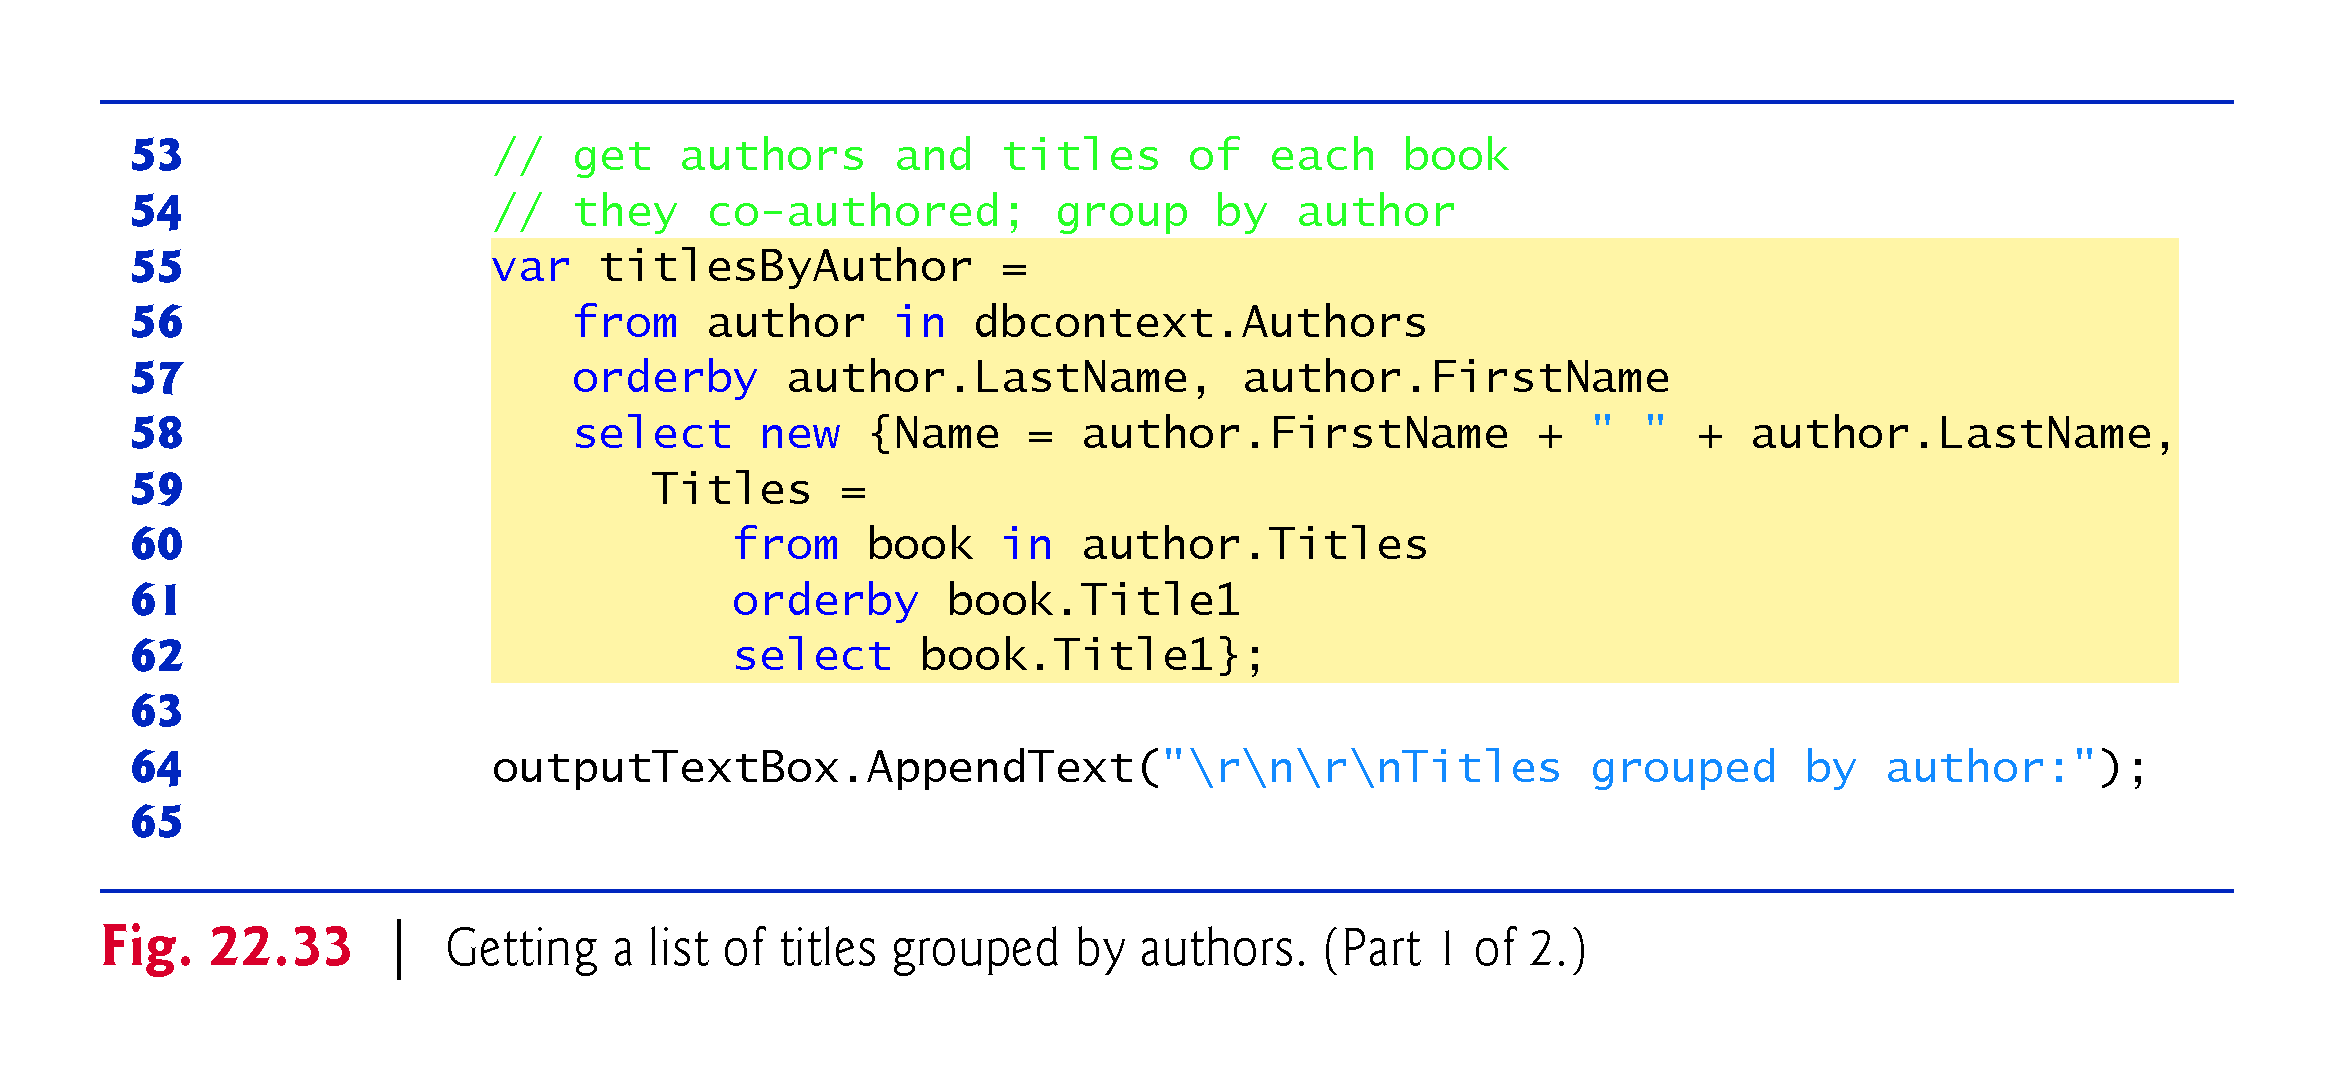 53 // get authors and titles of each book
54 // they co-authored; group by author
55 var titlesByAuthor =
56 from author in dbcontext.Authors
57 orderby author.LastName, author.FirstName
58 select new {Name = author.FirstName + " " + author.LastName,
59 Titles =
60 from book in author.Titles
61 orderby book.Title1
62 select book.Title1};
63
64 outputTextBox.AppendText("\r\n\r\nTitles grouped by author:");
65
Fig. 22.33 | Getting a list of titles grouped by authors. (Part 1 of 2.)